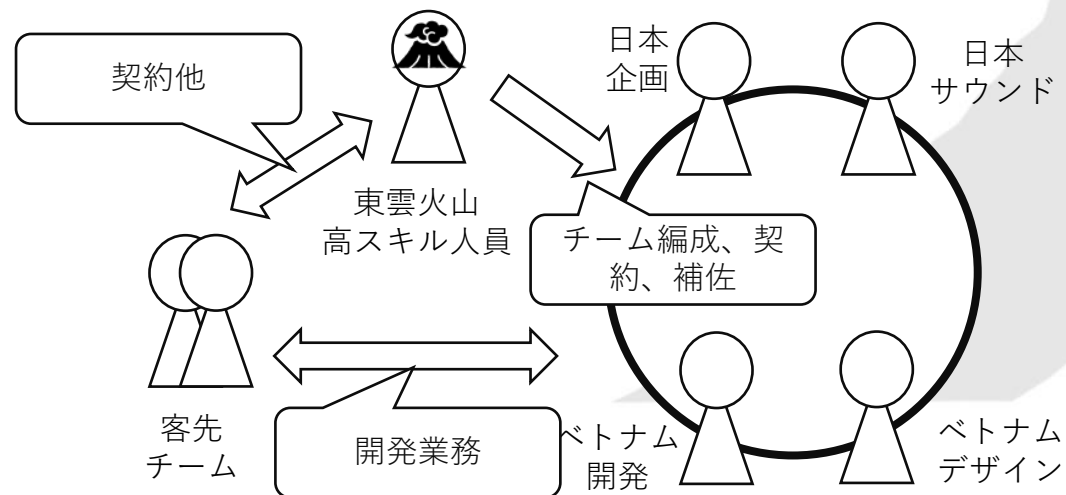 契約他
日本
企画
日本
サウンド
東雲火山
高スキル人員
チーム編成、契
約、補佐
客先
チーム
開発業務
ベトナム
開発
ベトナム
デザイン